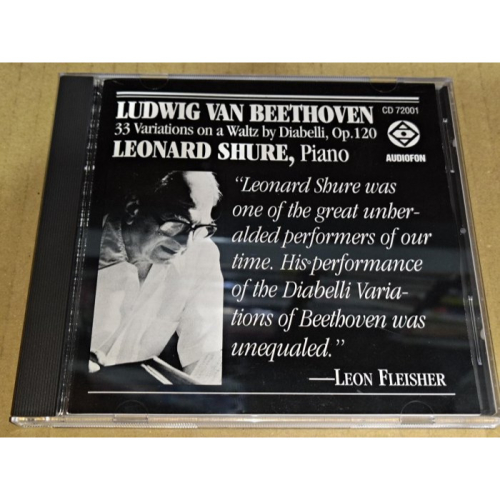 LUDWIG VAN BEETHOVEN
CD 72001
33 Variations on a Waltz by Diabelli, Op.120
LEONARD SHURE, Piano
AUDIOFON
“Leonard Shure was
one of the great unher-
alded performers of our
time. His performance
of the Diabelli Varia-
tions of Beethoven was
unequaled.”
—LEON FLEISHER